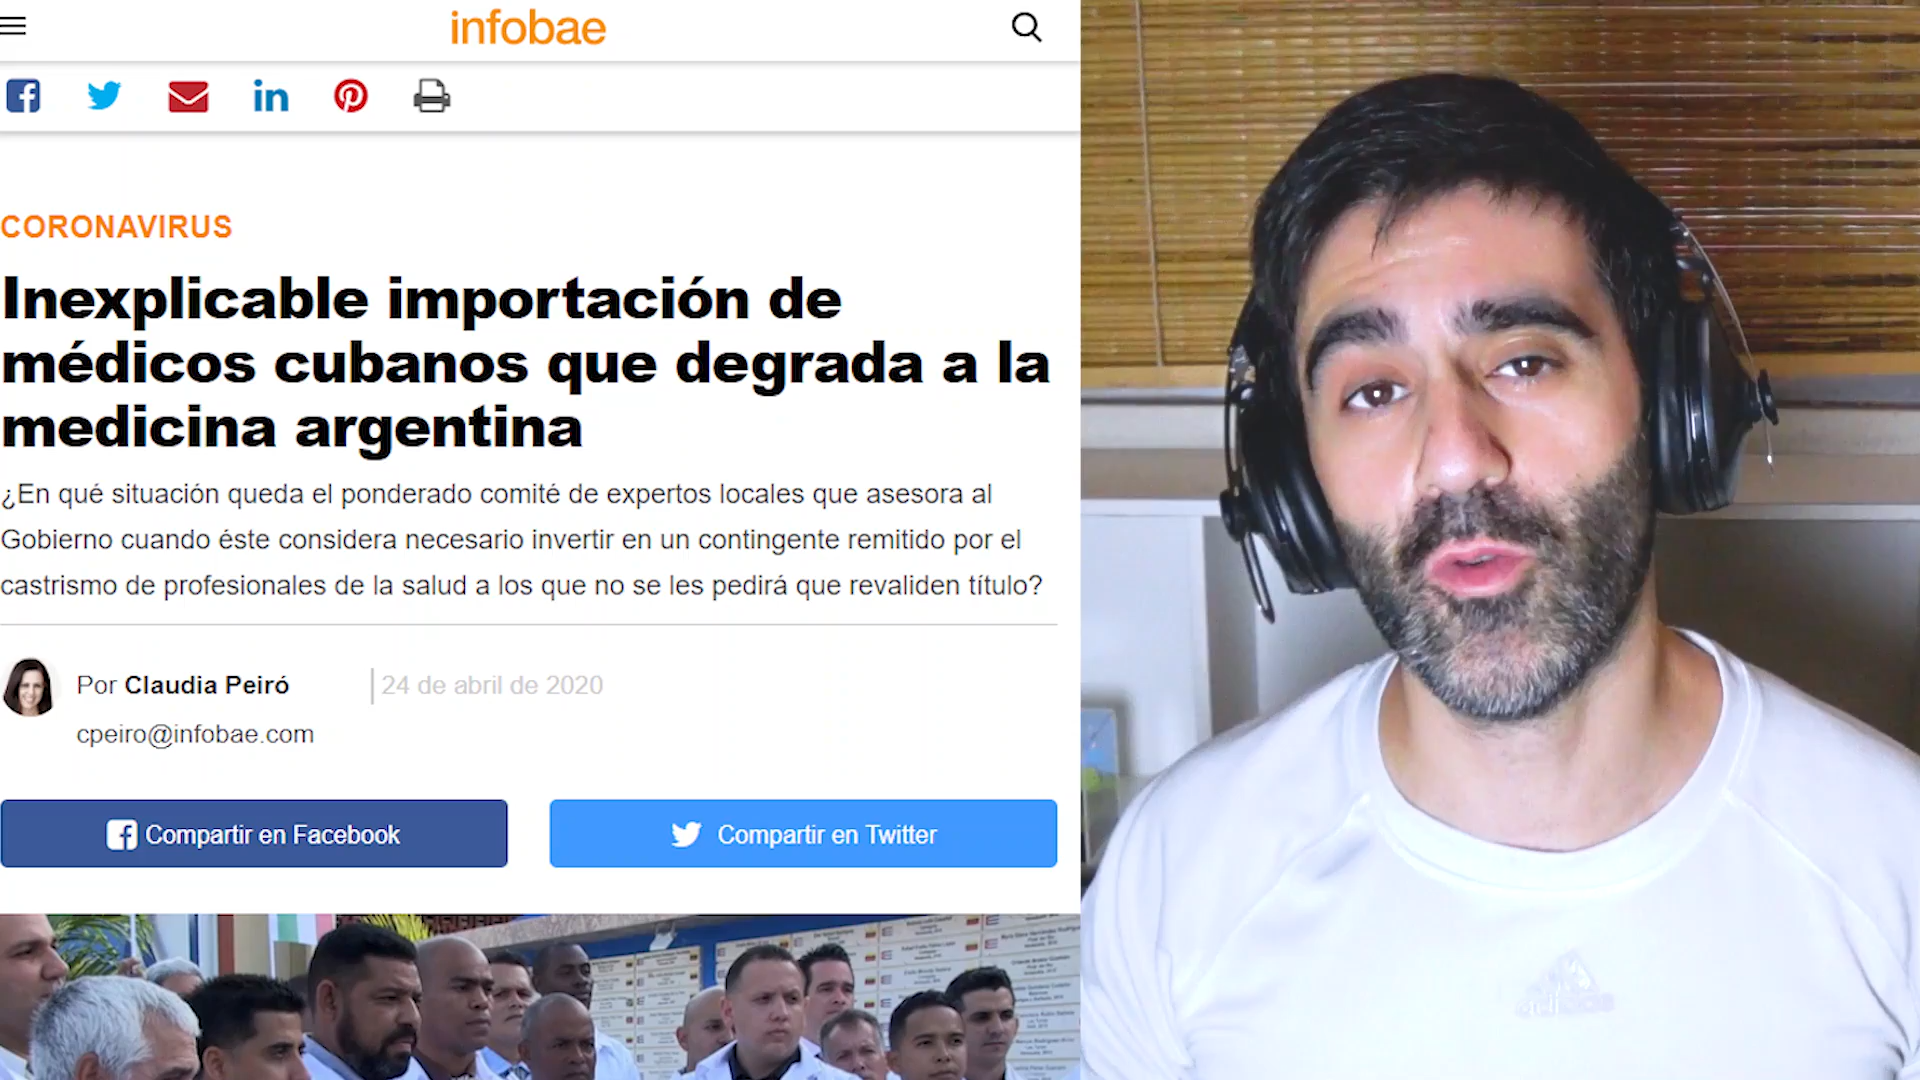 infobae
CORONAVIRUS
Inexplicable importación de
médicos cubanos que degrada a la
medicina argentina
¿En qué situación queda el ponderado comité de expertos locales que asesora al
Gobierno cuando éste considera necesario invertir en un contingente remitido por el
castrismo de profesionales de la salud a los que no se les pedirá que revaliden título?
Por Claudia Peiró
24 de abril de 2020
cpeiro@infobae.com
Compartir en Facebook
Compartir en Twitter
adidas